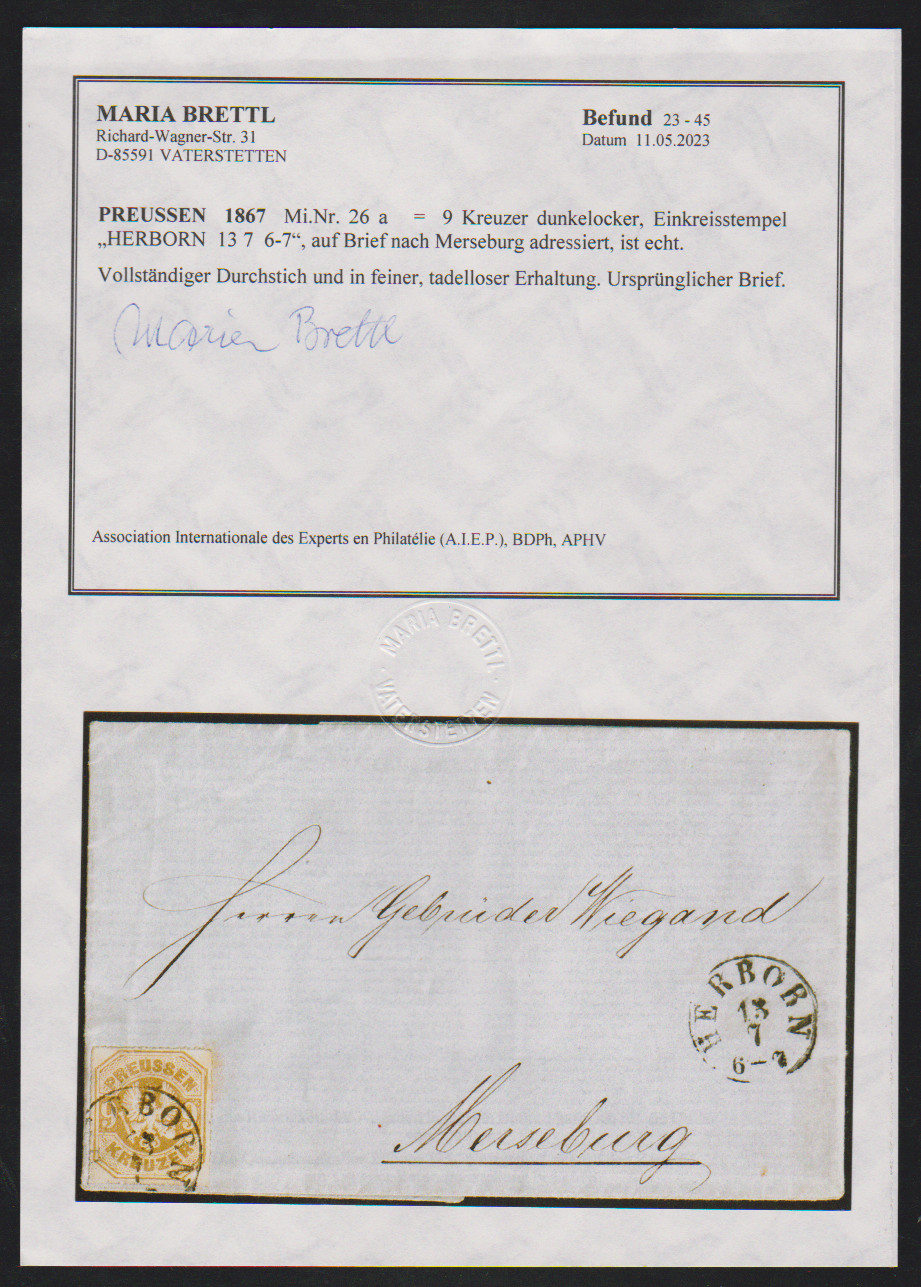 MARIA BRETTL
Richard-Wagner-Str. 31
D-85591 VATERSTETTEN
Befund 23 - 45
Datum 11.05.2023
PREUSSEN 1867 Mi.Nr. 26 a = 9 Kreuzer dunkelocker, Einkreisstempel
„HERBORN 13 7 6-7“, auf Brief nach Merseburg adressiert, ist echt.
Vollständiger Durchstich und in feiner, tadelloser Erhaltung. Ursprünglicher Brief.
Maria Brettl
Association Internationale des Experts en Philatélie (A.I.E.P.), BDPh, APHV
MARIA BRETTL
VATERSTETTEN
Herren Gebrüder Wiegand
HERBORN
13
7
6-7
PREUSSEN
KREUZER
Merseburg